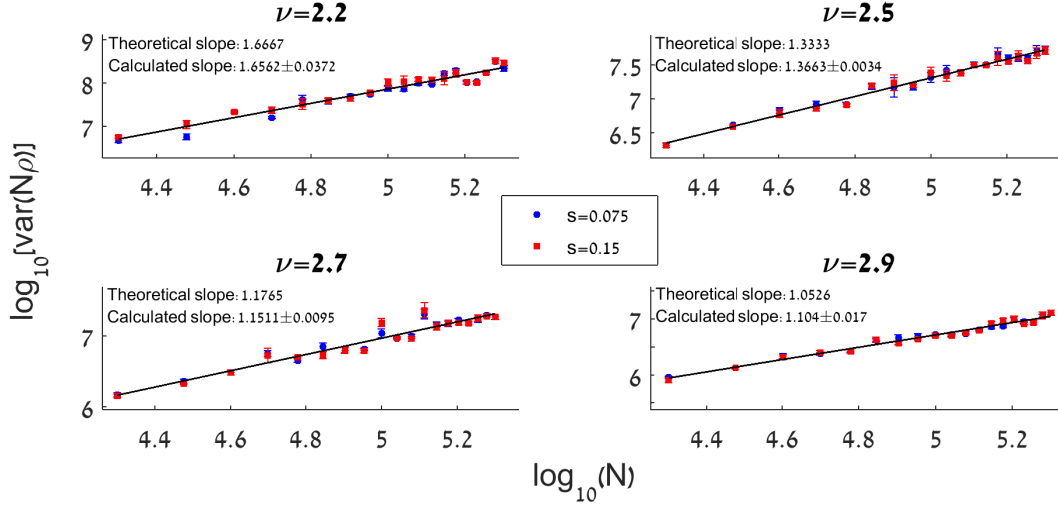 ν=2.2
Theoretical slope: 1.6667
Calculated slope: 1.6562±0.0372
9
8
7
4.4 4.6 4.8 5 5.2
ν=2.5
Theoretical slope: 1.3333
Calculated slope: 1.3663±0.0034
7.5
7
6.5
4.4 4.6 4.8 5 5.2
log10[var(Nρ)]
s=0.075
s=0.15
ν=2.7
Theoretical slope: 1.1765
Calculated slope: 1.1511±0.0095
7
6
4.4 4.6 4.8 5 5.2
ν=2.9
Theoretical slope: 1.0526
Calculated slope: 1.104±0.017
7
6
4.4 4.6 4.8 5 5.2
log10(N)